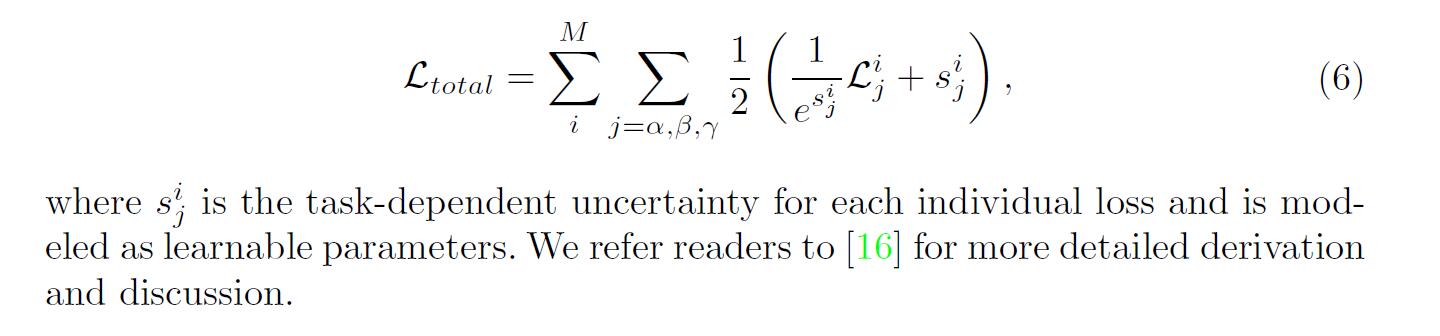 $\mathcal{L}_{total} = \sum_{i}^{M} \sum_{j=\alpha,\beta,\gamma} \frac{1}{2} \left( \frac{1}{e^{s_j^i}} \mathcal{L}_j^i + s_j^i \right),$ (6)
where $s_j^i$ is the task-dependent uncertainty for each individual loss and is mod-
eled as learnable parameters. We refer readers to [16] for more detailed derivation
and discussion.